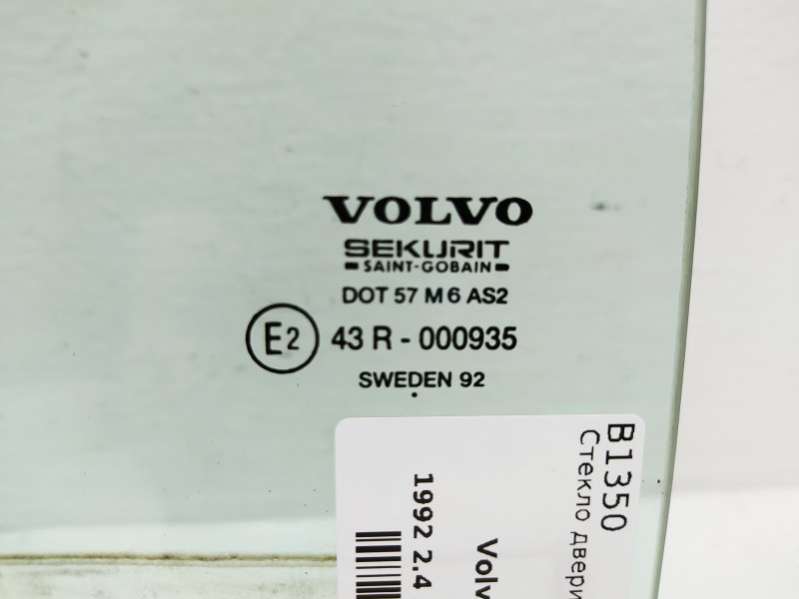 VOLVO
SEKURIT
SAINT-GOBAIN
DOT 57 M 6 AS2
E2 43 R - 000935
SWEDEN 92
B1350
Стекло двери
Volv
1992 2.4